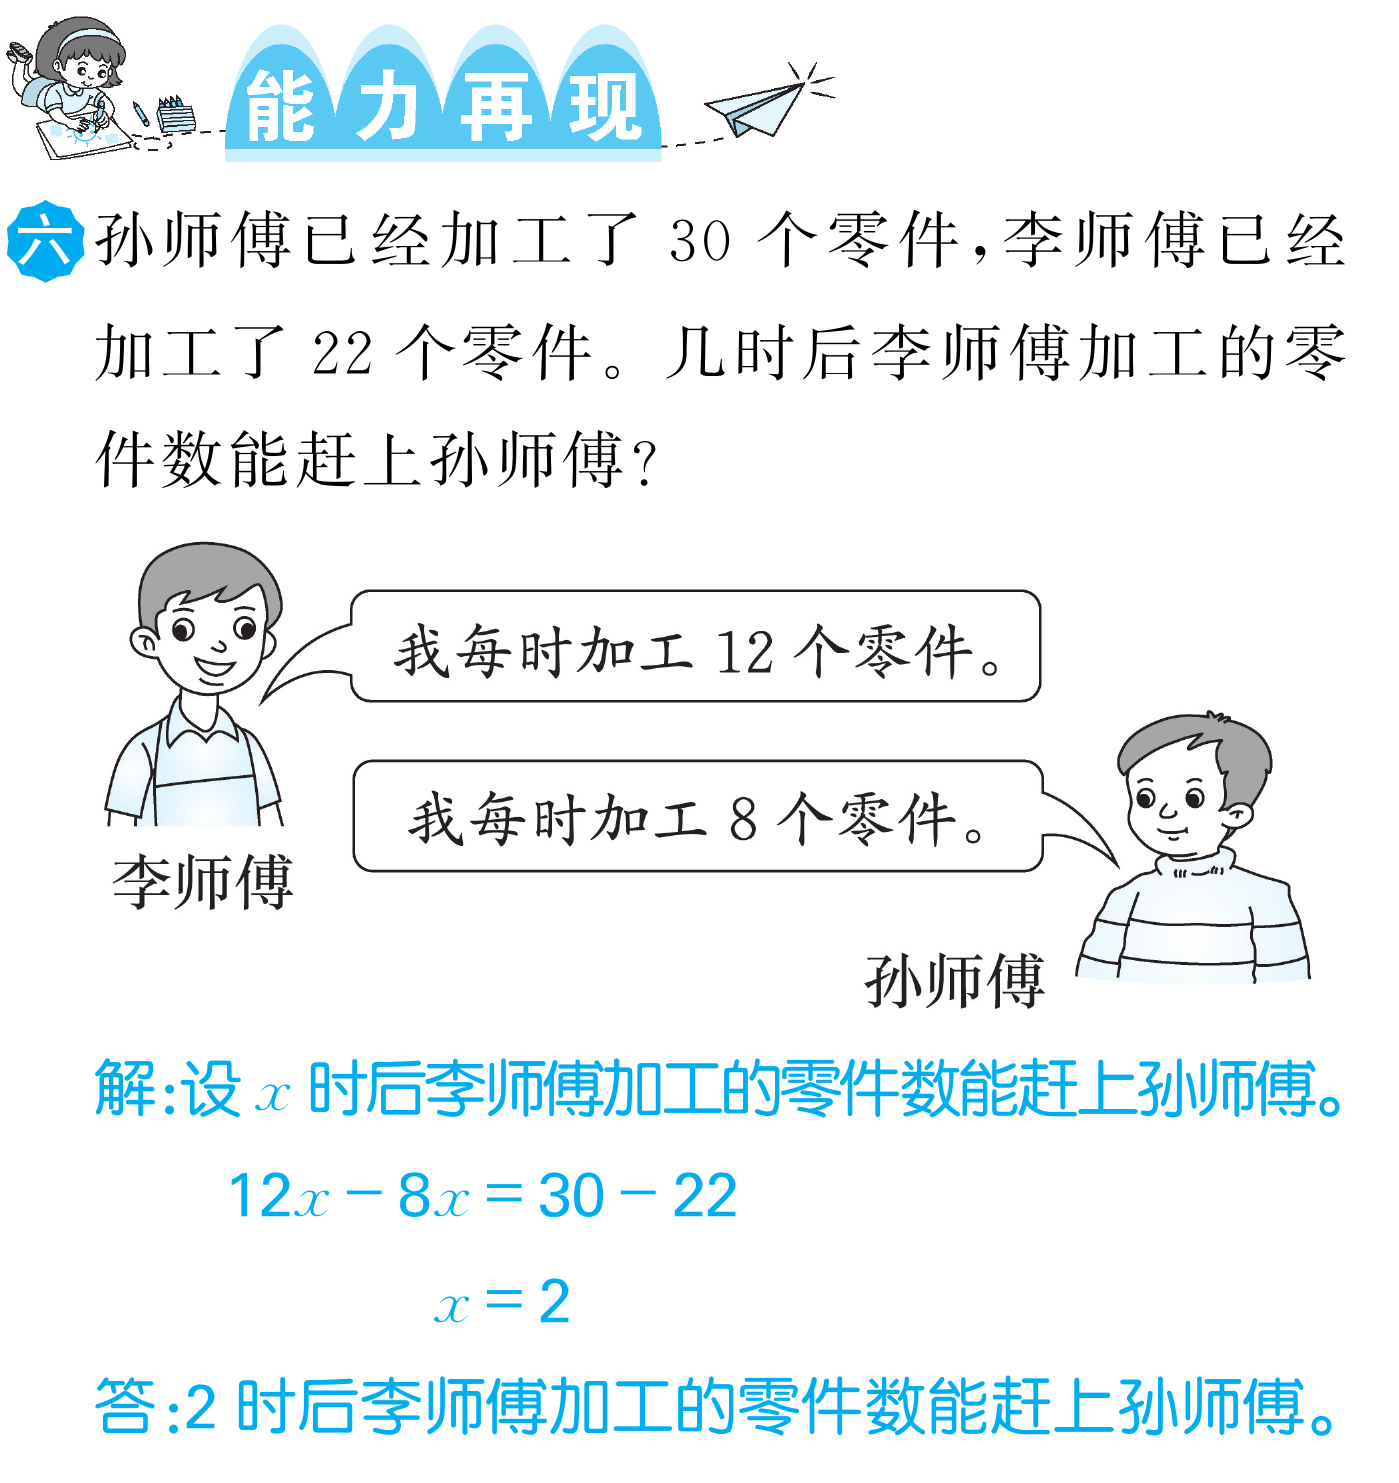 能力再现
六 孙师傅已经加工了 30 个零件,李师傅已经
加工了 22 个零件。几时后李师傅加工的零
件数能赶上孙师傅?
我每时加工 12 个零件。
我每时加工 8 个零件。
李师傅
孙师傅
解:设 x 时后李师傅加工的零件数能赶上孙师傅。
12x－8x＝30－22
x＝2
答:2 时后李师傅加工的零件数能赶上孙师傅。